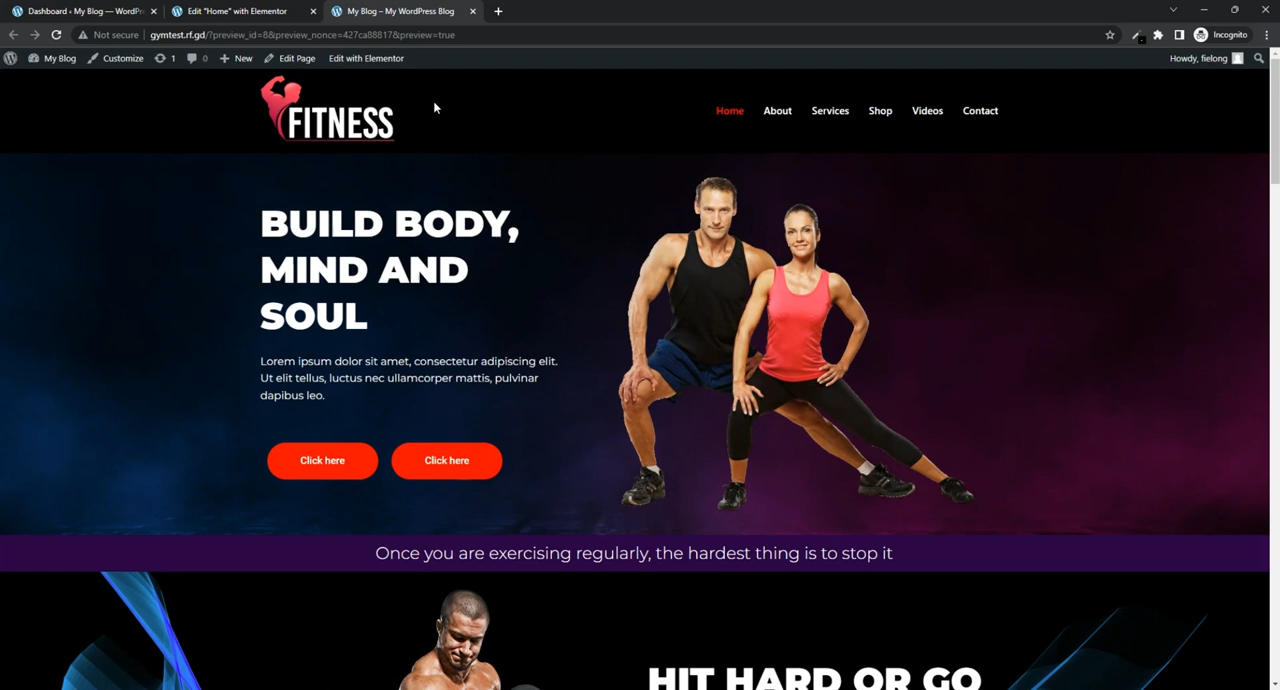 Dashboard ‹ My Blog — WordPr
Edit "Home" with Elementor
My Blog – My WordPress Blog
Not secure
gymtest.rf.gd/?preview_id=8&preview_nonce=427ca88817&preview=true
Incognito
My Blog
Customize
1
0
New
Edit Page
Edit with Elementor
Howdy, fielong
FITNESS
Home
About
Services
Shop
Videos
Contact
BUILD BODY,
MIND AND
SOUL
Lorem ipsum dolor sit amet, consectetur adipiscing elit.
Ut elit tellus, luctus nec ullamcorper mattis, pulvinar
dapibus leo.
Click here
Click here
Once you are exercising regularly, the hardest thing is to stop it
HIT HARD OR GO